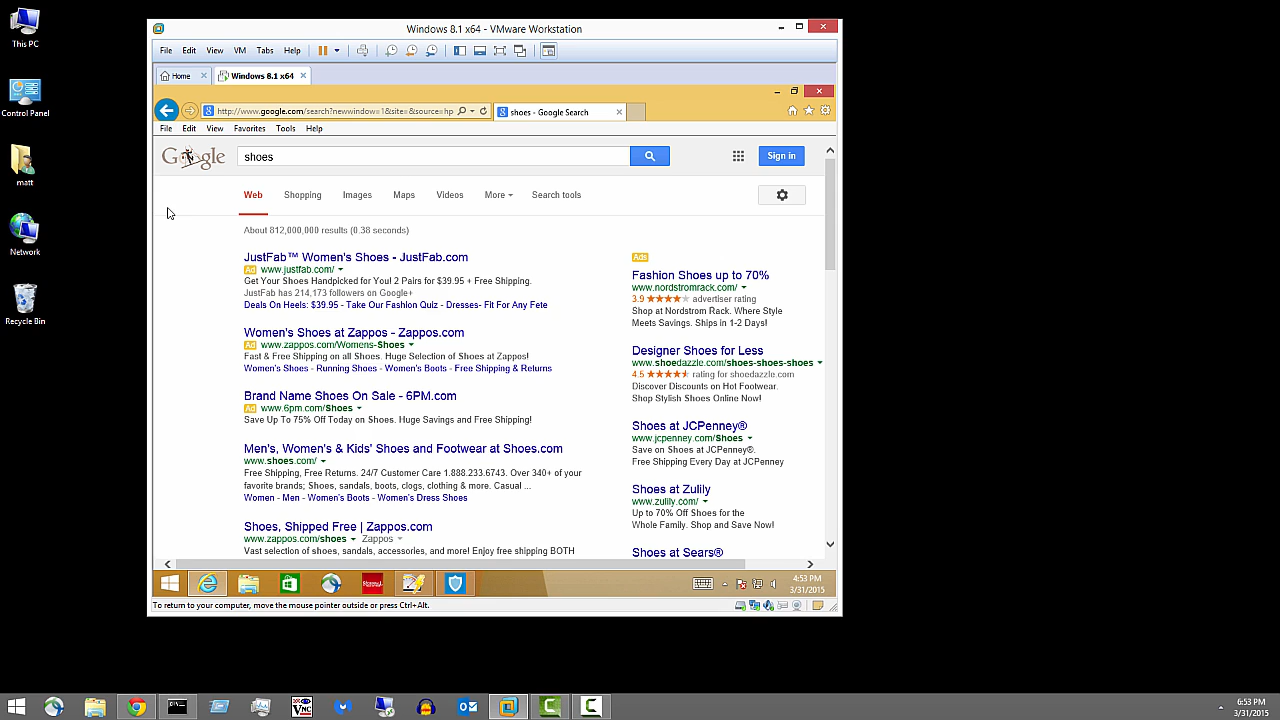 This PC
Control Panel
matt
Network
Recycle Bin
Windows 8.1 x64 - VMware Workstation
File Edit View VM Tabs Help
Home Windows 8.1 x64
http://www.google.com/search?newwindow=1&site=&source=hp shoes - Google Search
File Edit View Favorites Tools Help
Google shoes Sign in
Web Shopping Images Maps Videos More Search tools
About 812,000,000 results (0.38 seconds)
JustFab™ Women's Shoes - JustFab.com
Ad www.justfab.com/
Get Your Shoes Handpicked for You! 2 Pairs for $39.95 + Free Shipping.
JustFab has 214,173 followers on Google+
Deals On Heels: $39.95 - Take Our Fashion Quiz - Dresses- Fit For Any Fete
Women's Shoes at Zappos - Zappos.com
Ad www.zappos.com/Womens-Shoes
Fast & Free Shipping on all Shoes. Huge Selection of Shoes at Zappos!
Women's Shoes - Running Shoes - Women's Boots - Free Shipping & Returns
Brand Name Shoes On Sale - 6PM.com
Ad www.6pm.com/Shoes
Save Up To 75% Off Today on Shoes. Huge Savings and Free Shipping!
Men's, Women's & Kids' Shoes and Footwear at Shoes.com
www.shoes.com/
Free Shipping, Free Returns. 24/7 Customer Care 1.888.233.6743. Over 340+ of your
favorite brands; Shoes, sandals, boots, clogs, clothing & more. Casual ...
Women - Men - Women's Boots - Women's Dress Shoes
Shoes, Shipped Free | Zappos.com
www.zappos.com/shoes Zappos
Vast selection of shoes, sandals, accessories, and more! Enjoy free shipping BOTH
Ads
Fashion Shoes up to 70%
www.nordstromrack.com/
3.9 advertiser rating
Shop at Nordstrom Rack. Where Style
Meets Savings. Ships in 1-2 Days!
Designer Shoes for Less
www.shoedazzle.com/shoes-shoes-shoes
4.5 rating for shoedazzle.com
Discover Discounts on Hot Footwear.
Shop Stylish Shoes Online Now!
Shoes at JCPenney®
www.jcpenney.com/Shoes
Save on Shoes at JCPenney®.
Free Shipping Every Day at JCPenney
Shoes at Zulily
www.zulily.com/
Up to 70% Off Shoes for the
Whole Family. Shop and Save Now!
Shoes at Sears®
4:53 PM
3/31/2015
To return to your computer, move the mouse pointer outside or press Ctrl+Alt.
6:53 PM
3/31/2015